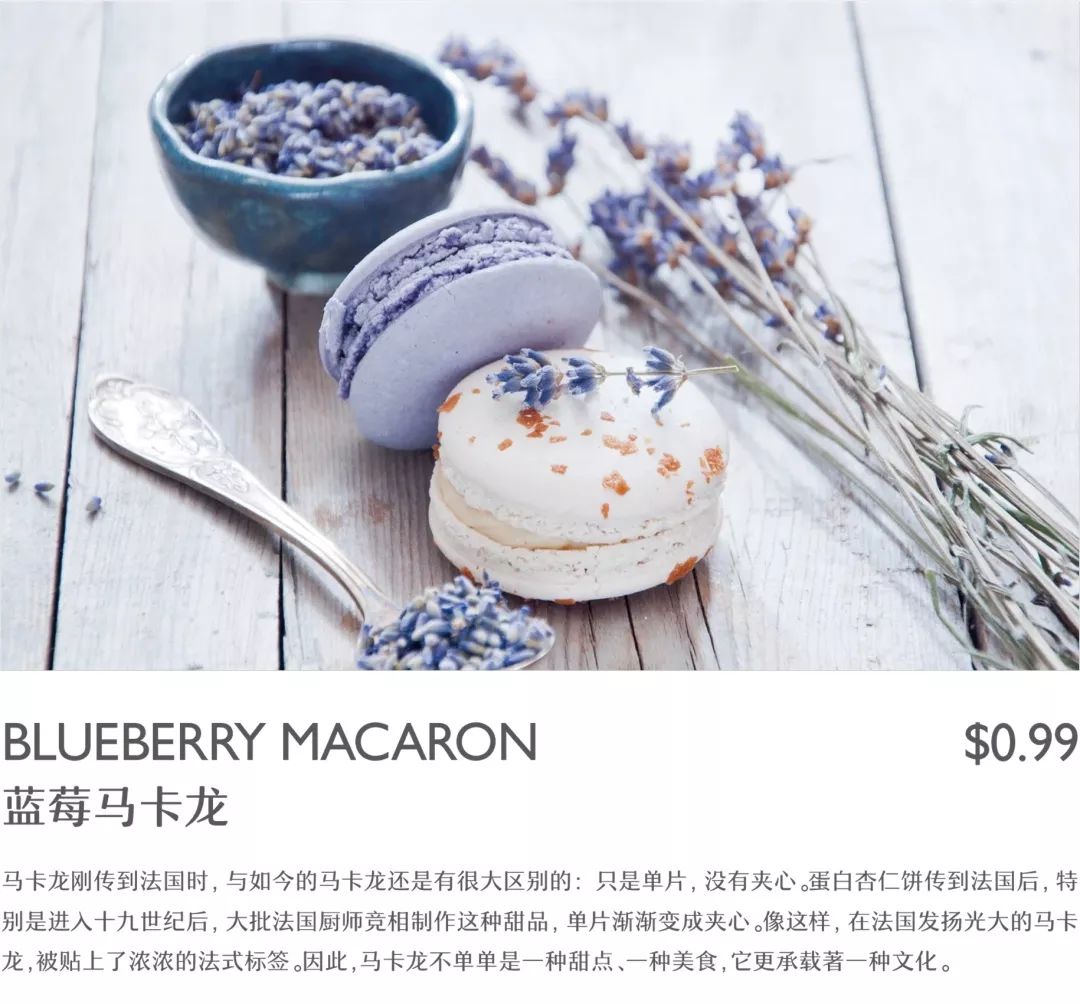 BLUEBERRY MACARON
$0.99
蓝莓马卡龙
马卡龙刚传到法国时，与如今的马卡龙还是有很大区别的：只是单片，没有夹心。蛋白杏仁饼传到法国后，特
别是进入十九世纪后，大批法国厨师竞相制作这种甜品，单片渐渐变成夹心。像这样，在法国发扬光大的马卡
龙，被贴上了浓浓的法式标签。因此，马卡龙不单单是一种甜点、一种美食，它更承载著一种文化。